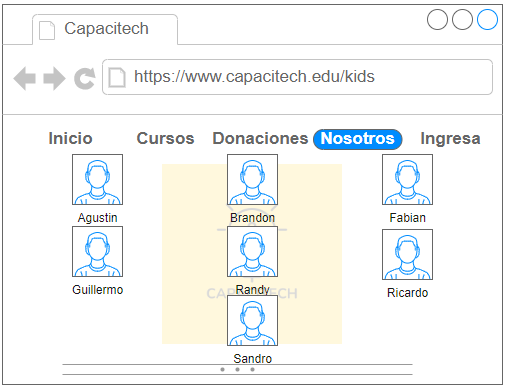 Capacitech
https://www.capacitech.edu/kids
Inicio Cursos Donaciones Nosotros Ingresa
Agustin Brandon Fabian
Guillermo Randy Ricardo
CAPACITECH
Sandro